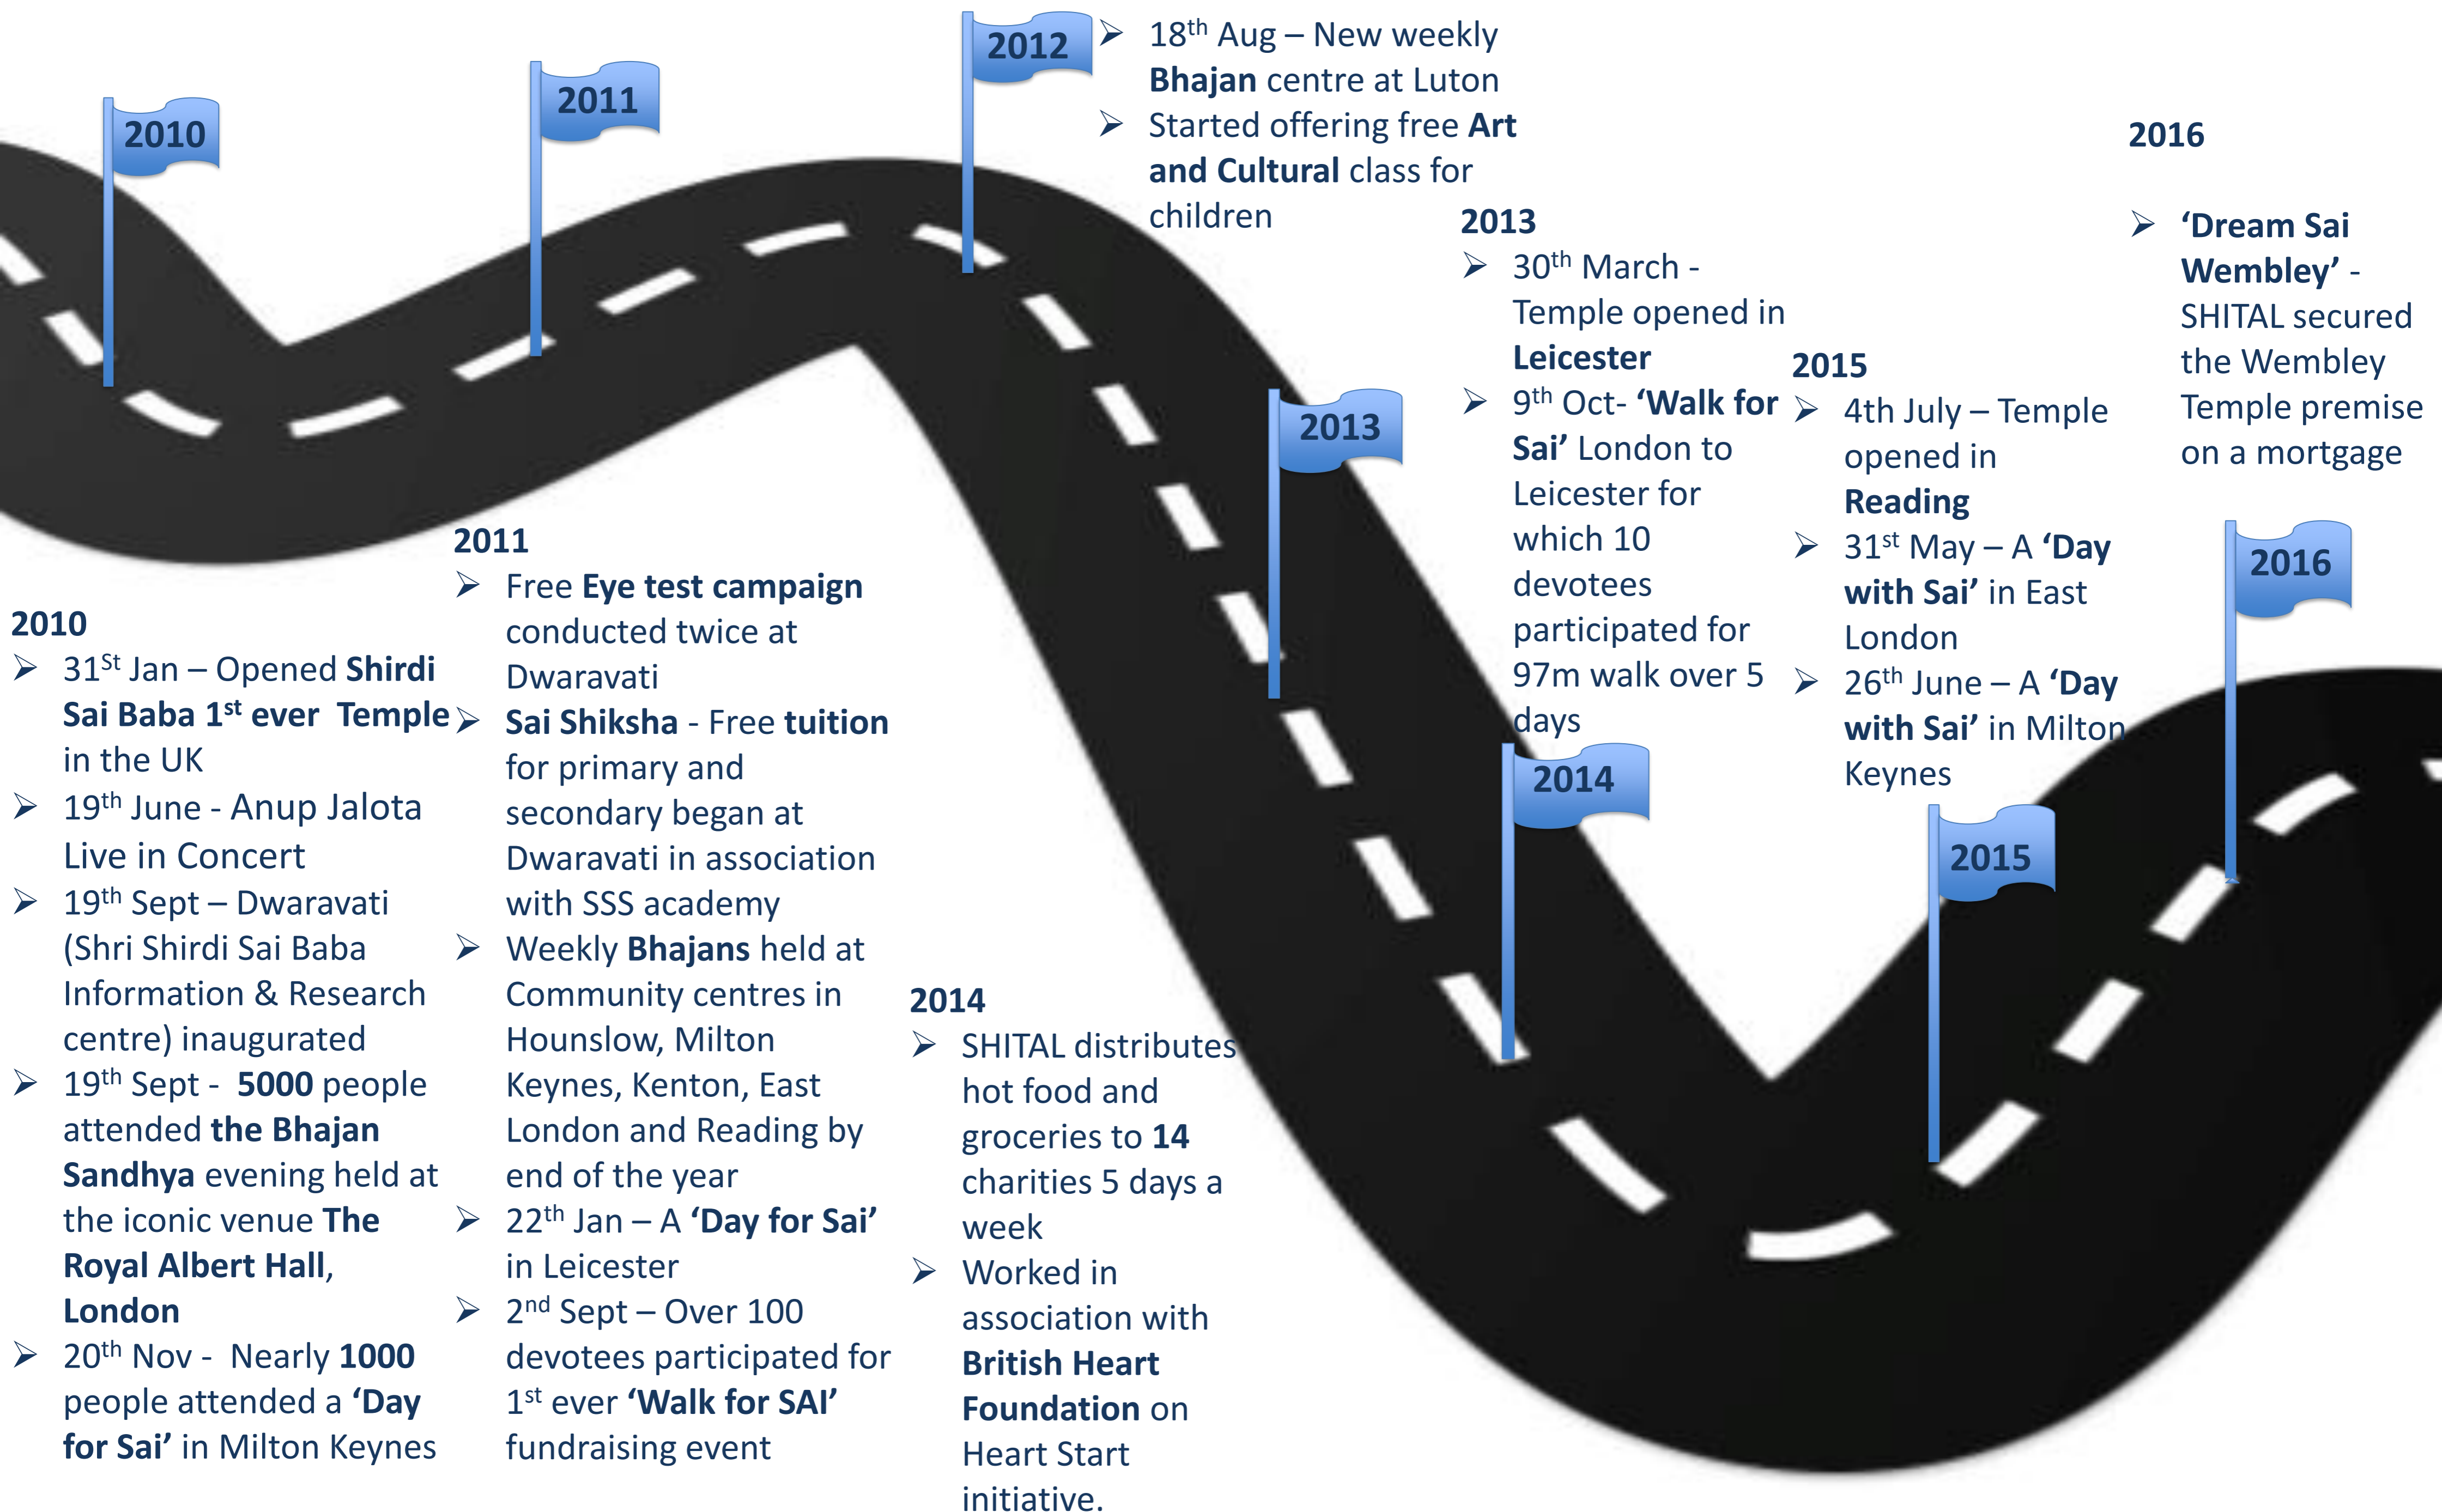 2010
2011
2012
18th Aug – New weekly
Bhajan centre at Luton
Started offering free Art
and Cultural class for
children
2013
30th March -
Temple opened in
Leicester
9th Oct- ‘Walk for
Sai’ London to
Leicester for
which 10
devotees
participated for
97m walk over 5
days
2013
2014
2015
4th July – Temple
opened in
Reading
31st May – A ‘Day
with Sai’ in East
London
26th June – A ‘Day
with Sai’ in Milton
Keynes
2015
2016
‘Dream Sai
Wembley’ -
SHITAL secured
the Wembley
Temple premise
on a mortgage
2016
2010
31St Jan – Opened Shirdi
Sai Baba 1st ever Temple
in the UK
19th June - Anup Jalota
Live in Concert
19th Sept – Dwaravati
(Shri Shirdi Sai Baba
Information & Research
centre) inaugurated
19th Sept - 5000 people
attended the Bhajan
Sandhya evening held at
the iconic venue The
Royal Albert Hall,
London
20th Nov - Nearly 1000
people attended a ‘Day
for Sai’ in Milton Keynes
2011
Free Eye test campaign
conducted twice at
Dwaravati
Sai Shiksha - Free tuition
for primary and
secondary began at
Dwaravati in association
with SSS academy
Weekly Bhajans held at
Community centres in
Hounslow, Milton
Keynes, Kenton, East
London and Reading by
end of the year
22th Jan – A ‘Day for Sai’
in Leicester
2nd Sept – Over 100
devotees participated for
1st ever ‘Walk for SAI’
fundraising event
2014
SHITAL distributes
hot food and
groceries to 14
charities 5 days a
week
Worked in
association with
British Heart
Foundation on
Heart Start
initiative.